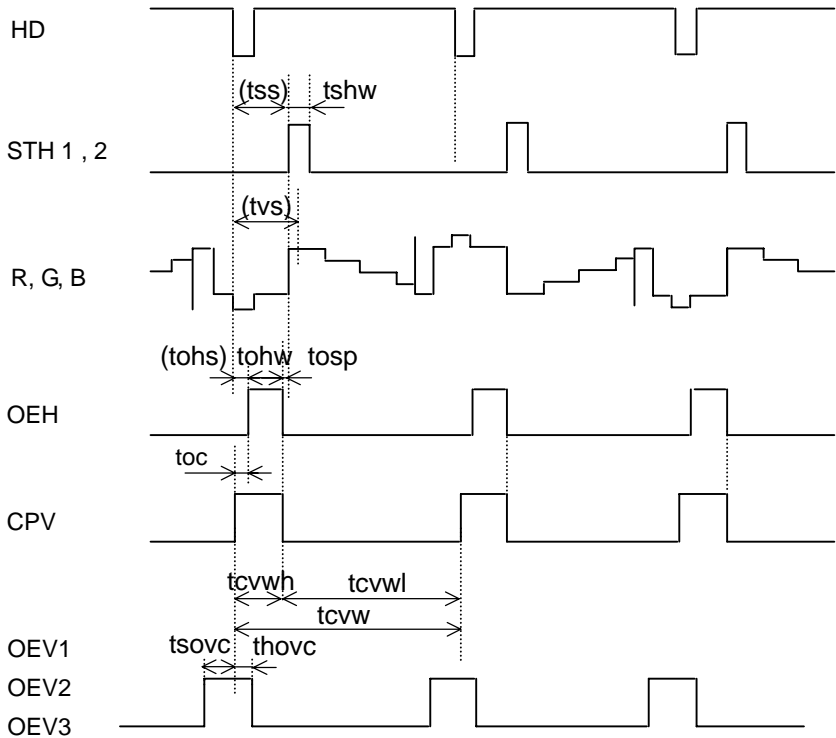 HD
(tss) tshw
STH 1 , 2
(tvs)
R, G, B
(tohs) tohw tosp
OEH
toc
CPV
tcvwh tcvwl
tcvw
OEV1 tsovc thovc
OEV2
OEV3